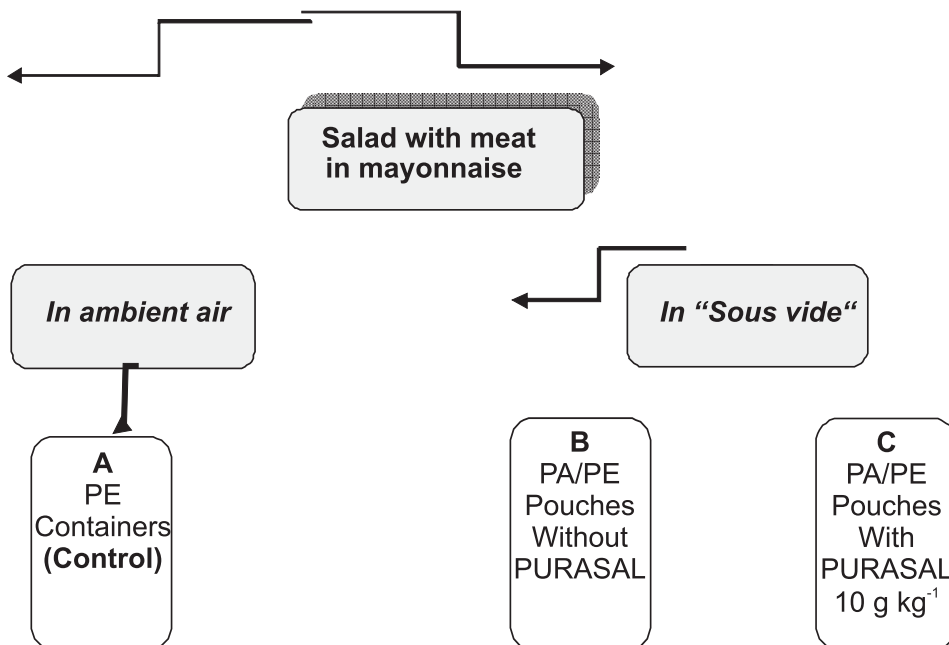 Salad with meat
in mayonnaise
In ambient air
In “Sous vide“
A
PE
Containers
(Control)
B
PA/PE
Pouches
Without
PURASAL
C
PA/PE
Pouches
With
PURASAL
10 g kg⁻¹